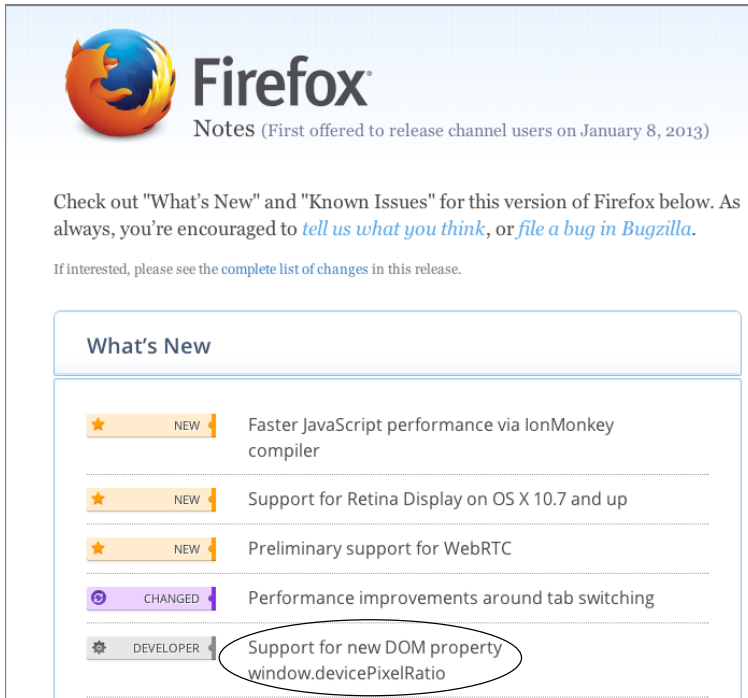 Firefox
Notes (First offered to release channel users on January 8, 2013)
Check out "What’s New" and "Known Issues" for this version of Firefox below. As
always, you’re encouraged to tell us what you think, or file a bug in Bugzilla.
If interested, please see the complete list of changes in this release.
What’s New
NEW Faster JavaScript performance via IonMonkey
compiler
NEW Support for Retina Display on OS X 10.7 and up
NEW Preliminary support for WebRTC
CHANGED Performance improvements around tab switching
DEVELOPER Support for new DOM property
window.devicePixelRatio